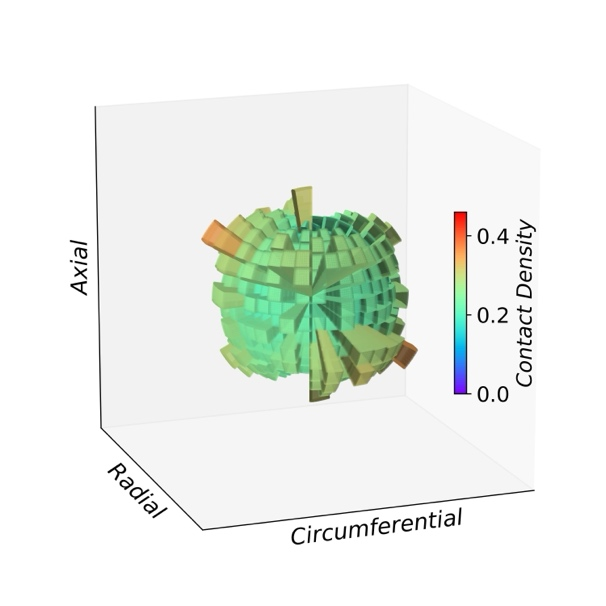 Axial
Radial
Circumferential
0.4
0.2
0.0
Contact Density